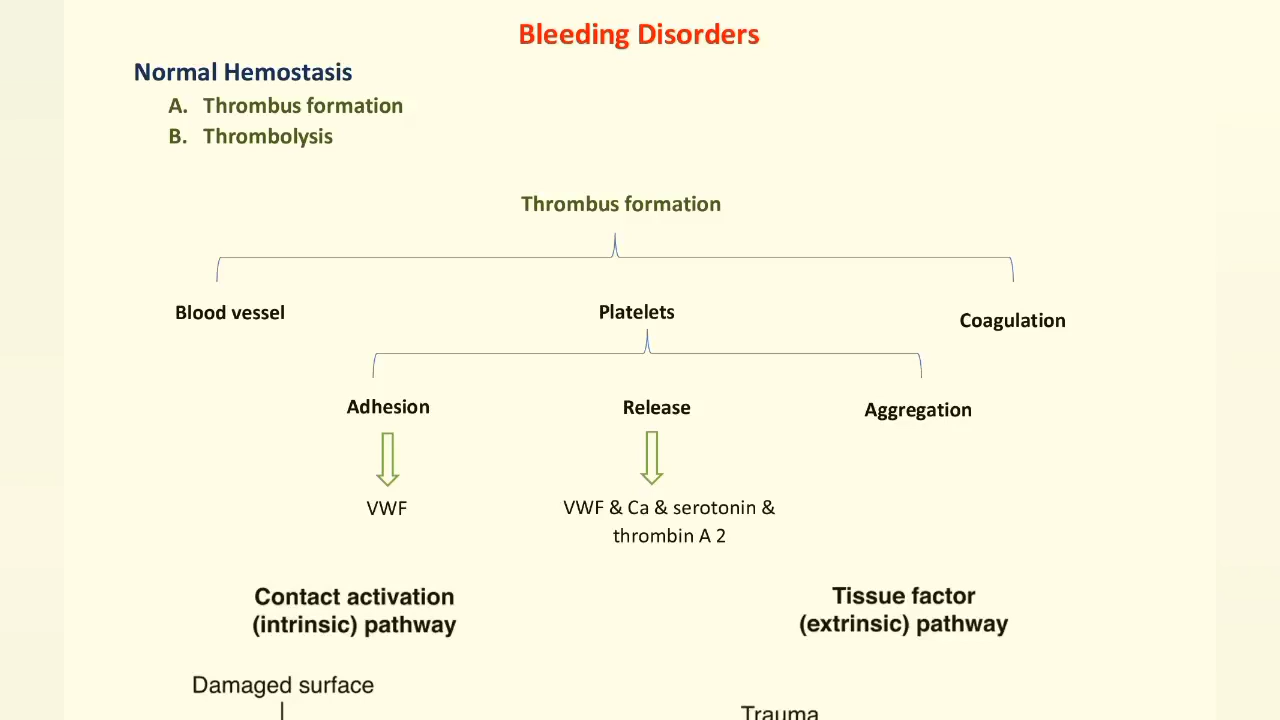 Bleeding Disorders
Normal Hemostasis
A. Thrombus formation
B. Thrombolysis
Thrombus formation
Blood vessel
Platelets
Coagulation
Adhesion
Release
Aggregation
VWF
VWF & Ca & serotonin &
thrombin A 2
Contact activation
(intrinsic) pathway
Tissue factor
(extrinsic) pathway
Damaged surface
Trauma